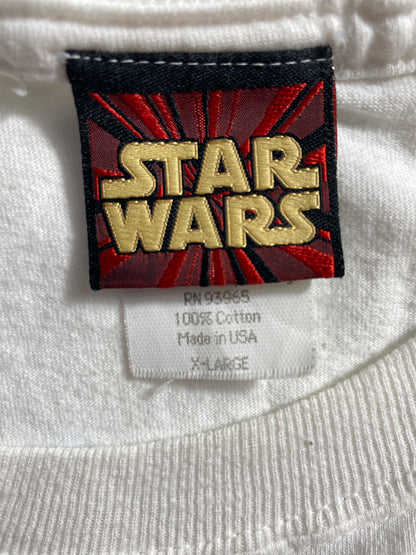 STAR
WARS
RN 93965
100% Cotton
Made in USA
X-LARGE